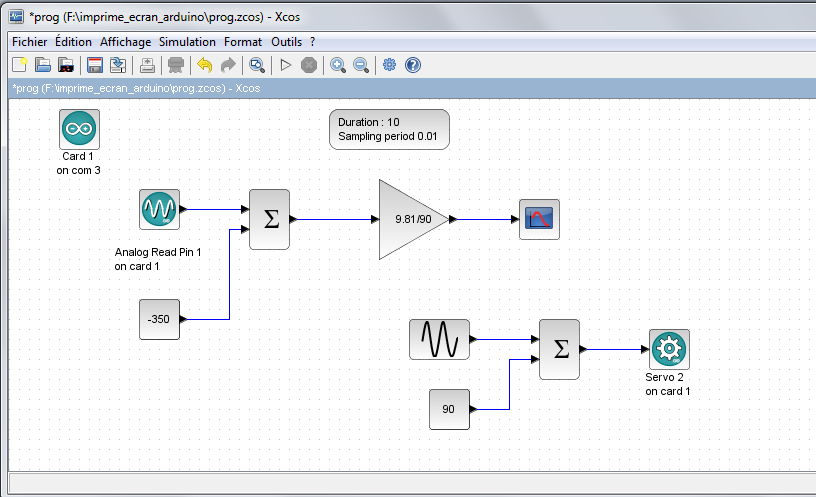 *prog (F:\imprime_ecran_arduino\prog.zcos) - Xcos
Fichier Édition Affichage Simulation Format Outils ?
*prog (F:\imprime_ecran_arduino\prog.zcos) - Xcos
Card 1
on com 3
Duration : 10
Sampling period 0.01
Σ
9.81/90
Analog Read Pin 1
on card 1
-350
Σ
Servo 2
on card 1
90